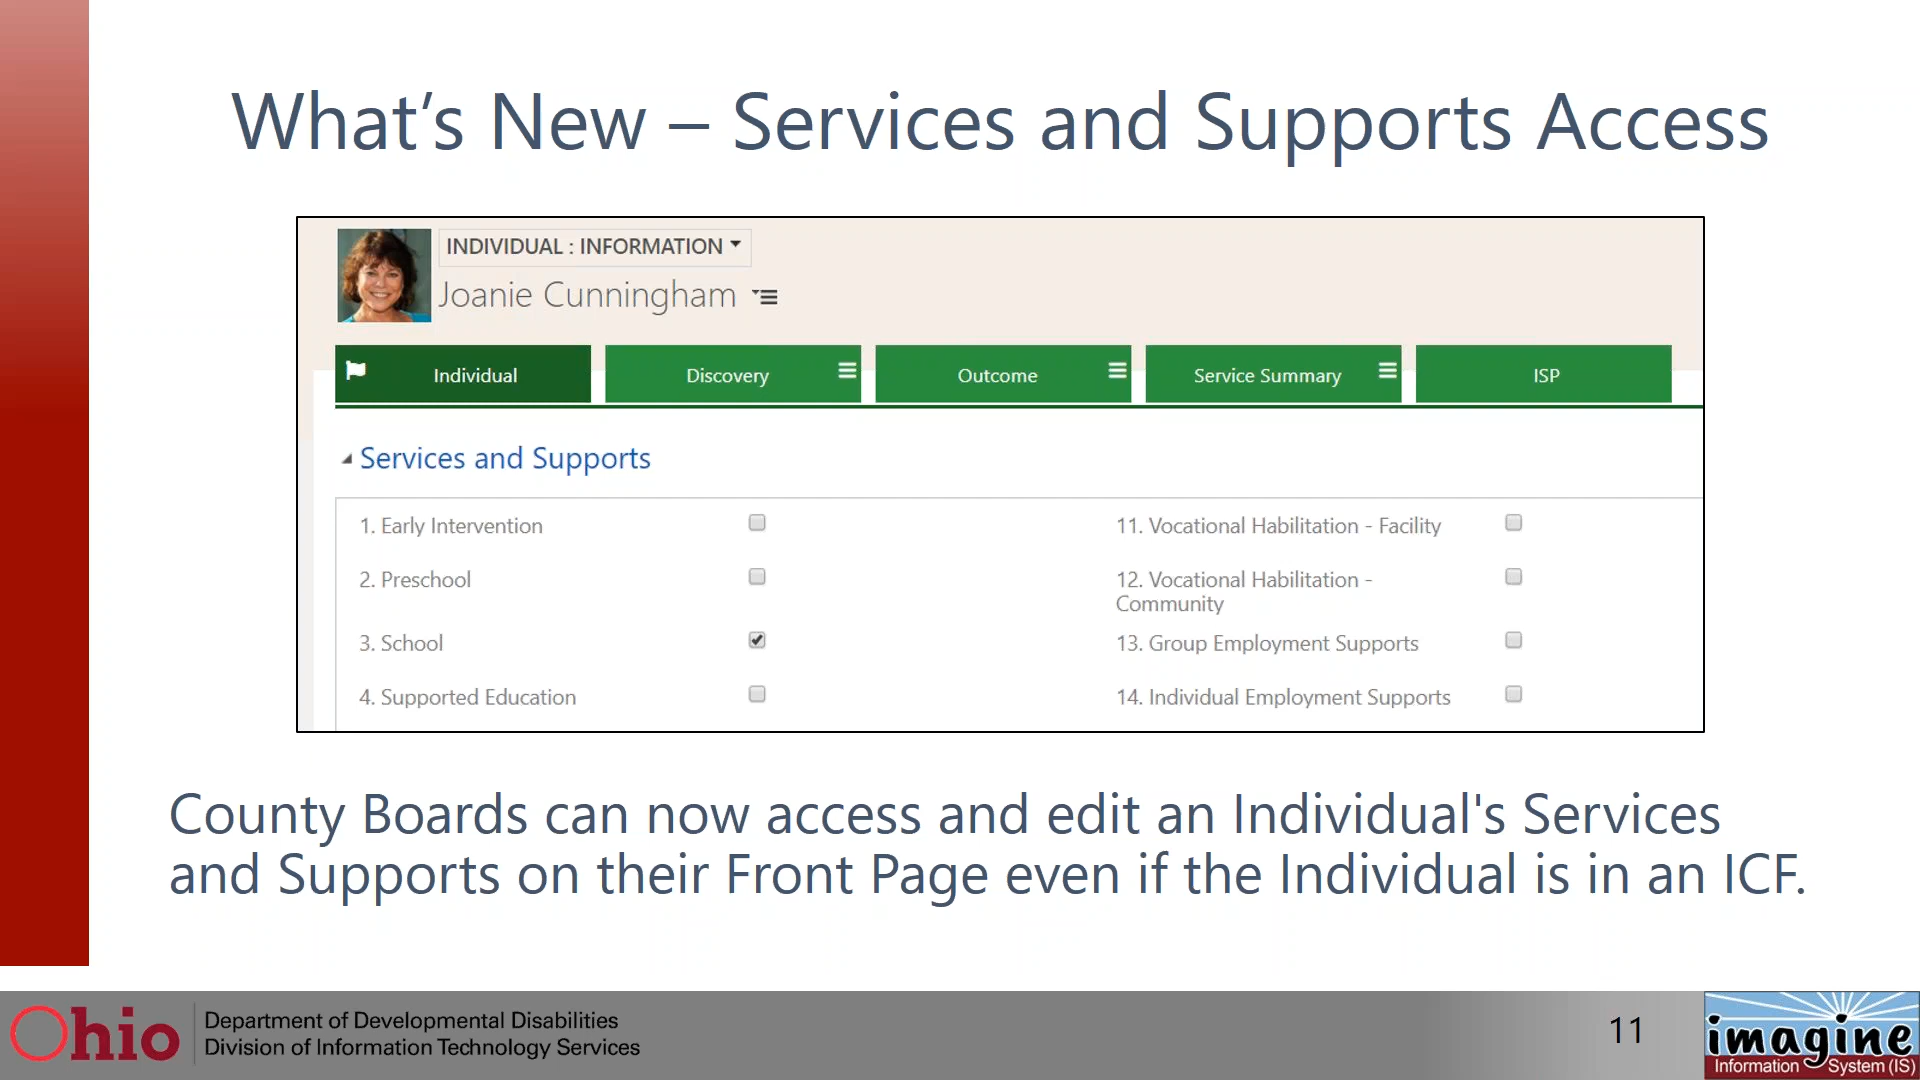 What’s New – Services and Supports Access
INDIVIDUAL : INFORMATION
Joanie Cunningham
Individual
Discovery
Outcome
Service Summary
ISP
Services and Supports
1. Early Intervention
11. Vocational Habilitation - Facility
2. Preschool
12. Vocational Habilitation -
Community
3. School
13. Group Employment Supports
4. Supported Education
14. Individual Employment Supports
County Boards can now access and edit an Individual's Services
and Supports on their Front Page even if the Individual is in an ICF.
Ohio
Department of Developmental Disabilities
Division of Information Technology Services
11
imagine
Information System (IS)